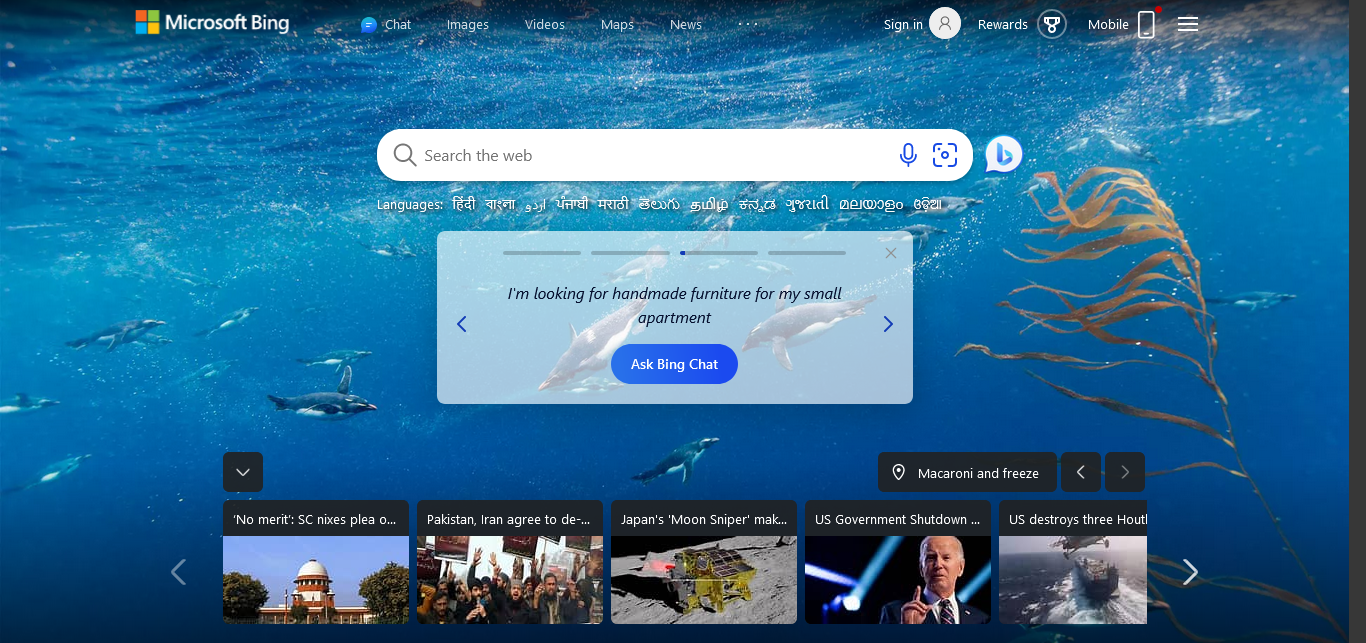 Microsoft Bing
Chat
Images
Videos
Maps
News
Sign in
Rewards
Mobile
Search the web
Languages: हिंदी বাংলা اردو ਪੰਜਾਬੀ मराठी తెలుగు தமிழ் ಕನ್ನಡ ગુજરાતી മലയാളം ଓଡ଼ିଆ
I'm looking for handmade furniture for my small
apartment
Ask Bing Chat
Macaroni and freeze
'No merit': SC nixes plea o...
Pakistan, Iran agree to de-...
Japan's 'Moon Sniper' mak...
US Government Shutdown ...
US destroys three Houth